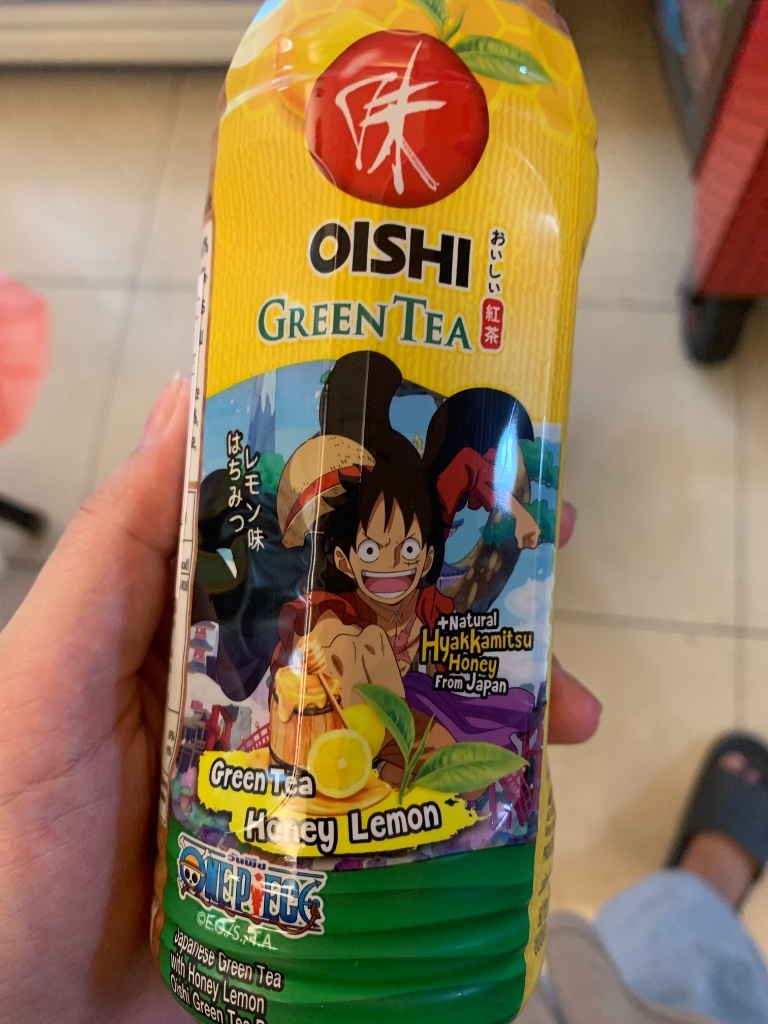 味
OISHI
おいしい
紅茶
GREEN TEA
レモン味
はちみつ
+Natural
Hyakkamitsu
Honey
From Japan
Green Tea
Honey Lemon
ONE PIECE
©E.O./S., T.A.
Japanese Green Tea
with Honey Lemon
Oishi Green Tea